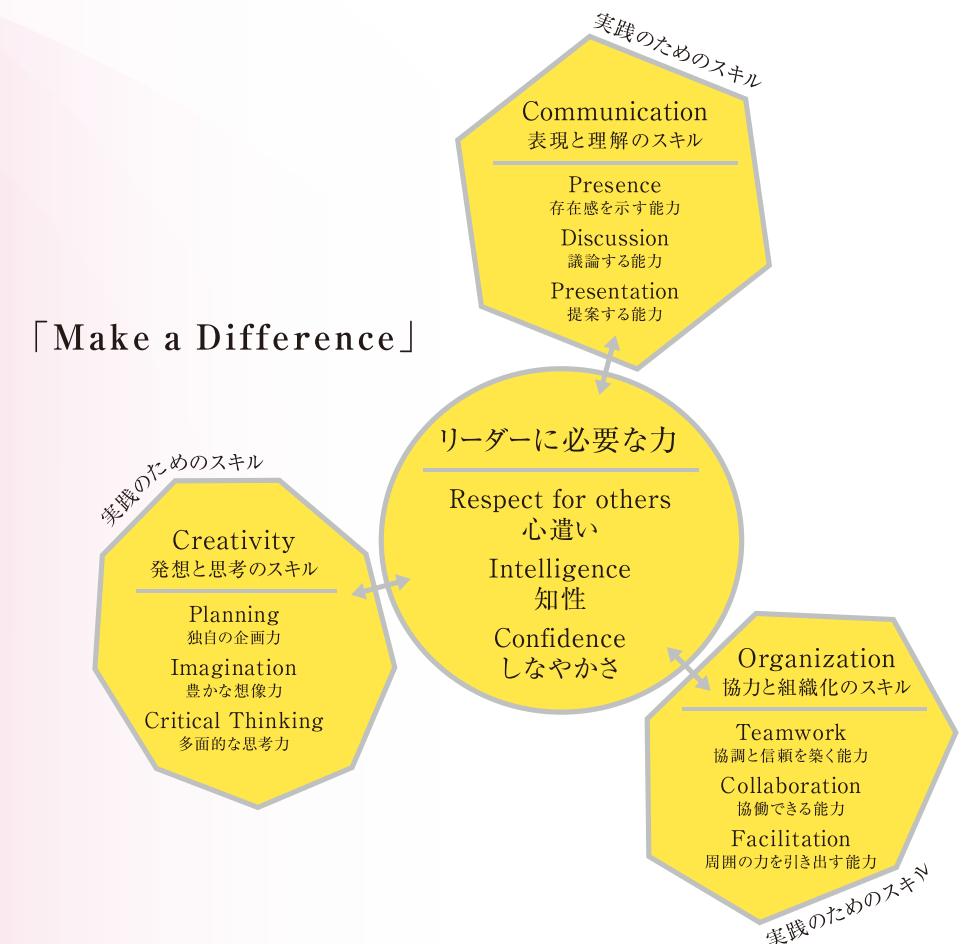 実践のためのスキル
Communication
表現と理解のスキル
Presence
存在感を示す能力
Discussion
議論する能力
Presentation
提案する能力
「Make a Difference」
リーダーに必要な力
Respect for others
心遣い
Intelligence
知性
Confidence
しなやかさ
実践のためのスキル
Creativity
発想と思考のスキル
Planning
独自の企画力
Imagination
豊かな想像力
Critical Thinking
多面的な思考力
Organization
協力と組織化のスキル
Teamwork
協調と信頼を築く能力
Collaboration
協働できる能力
Facilitation
周囲の力を引き出す能力
実践のためのスキル